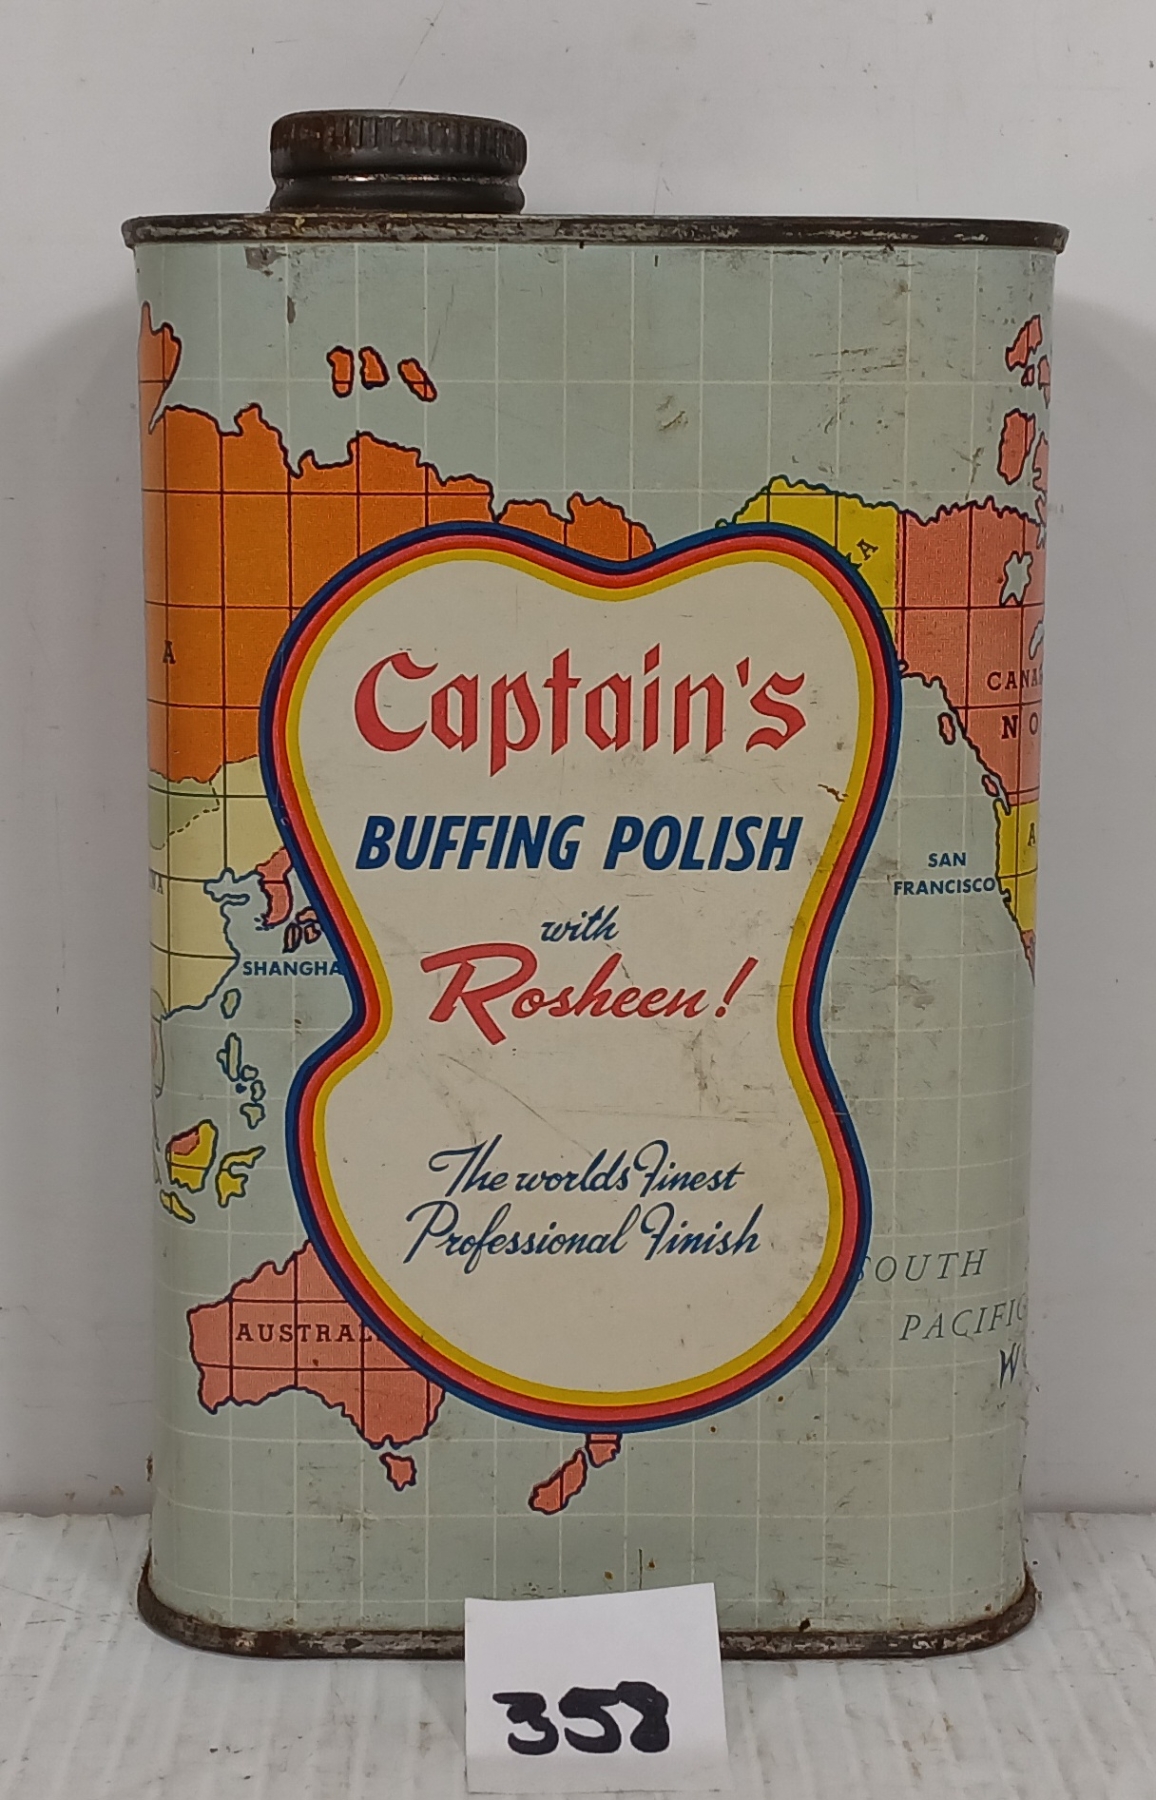 A
A
CANA
NO
Captain's
BUFFING POLISH
A
SAN
FRANCISCO
NA
with
SHANGHA
Rosheen!
The worlds Finest
Professional Finish
SOUTH
PACIFIC
W
AUSTRAL
358